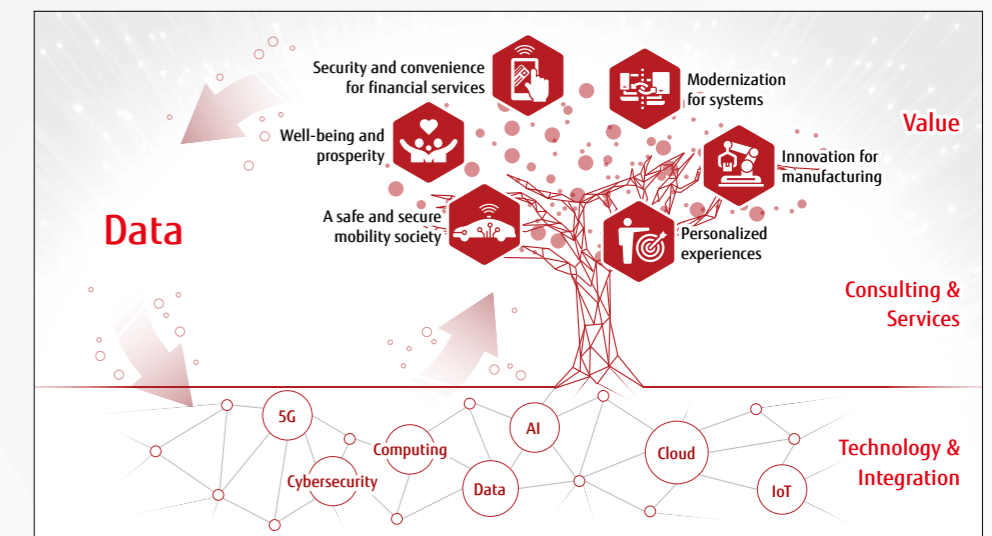 Security and convenience
for financial services
Modernization
for systems
Value
Well-being and
prosperity
Innovation for
manufacturing
Data
A safe and secure
mobility society
Personalized
experiences
Consulting &
Services
5G
AI
Computing
Cloud
Technology &
Integration
Cybersecurity
Data
IoT